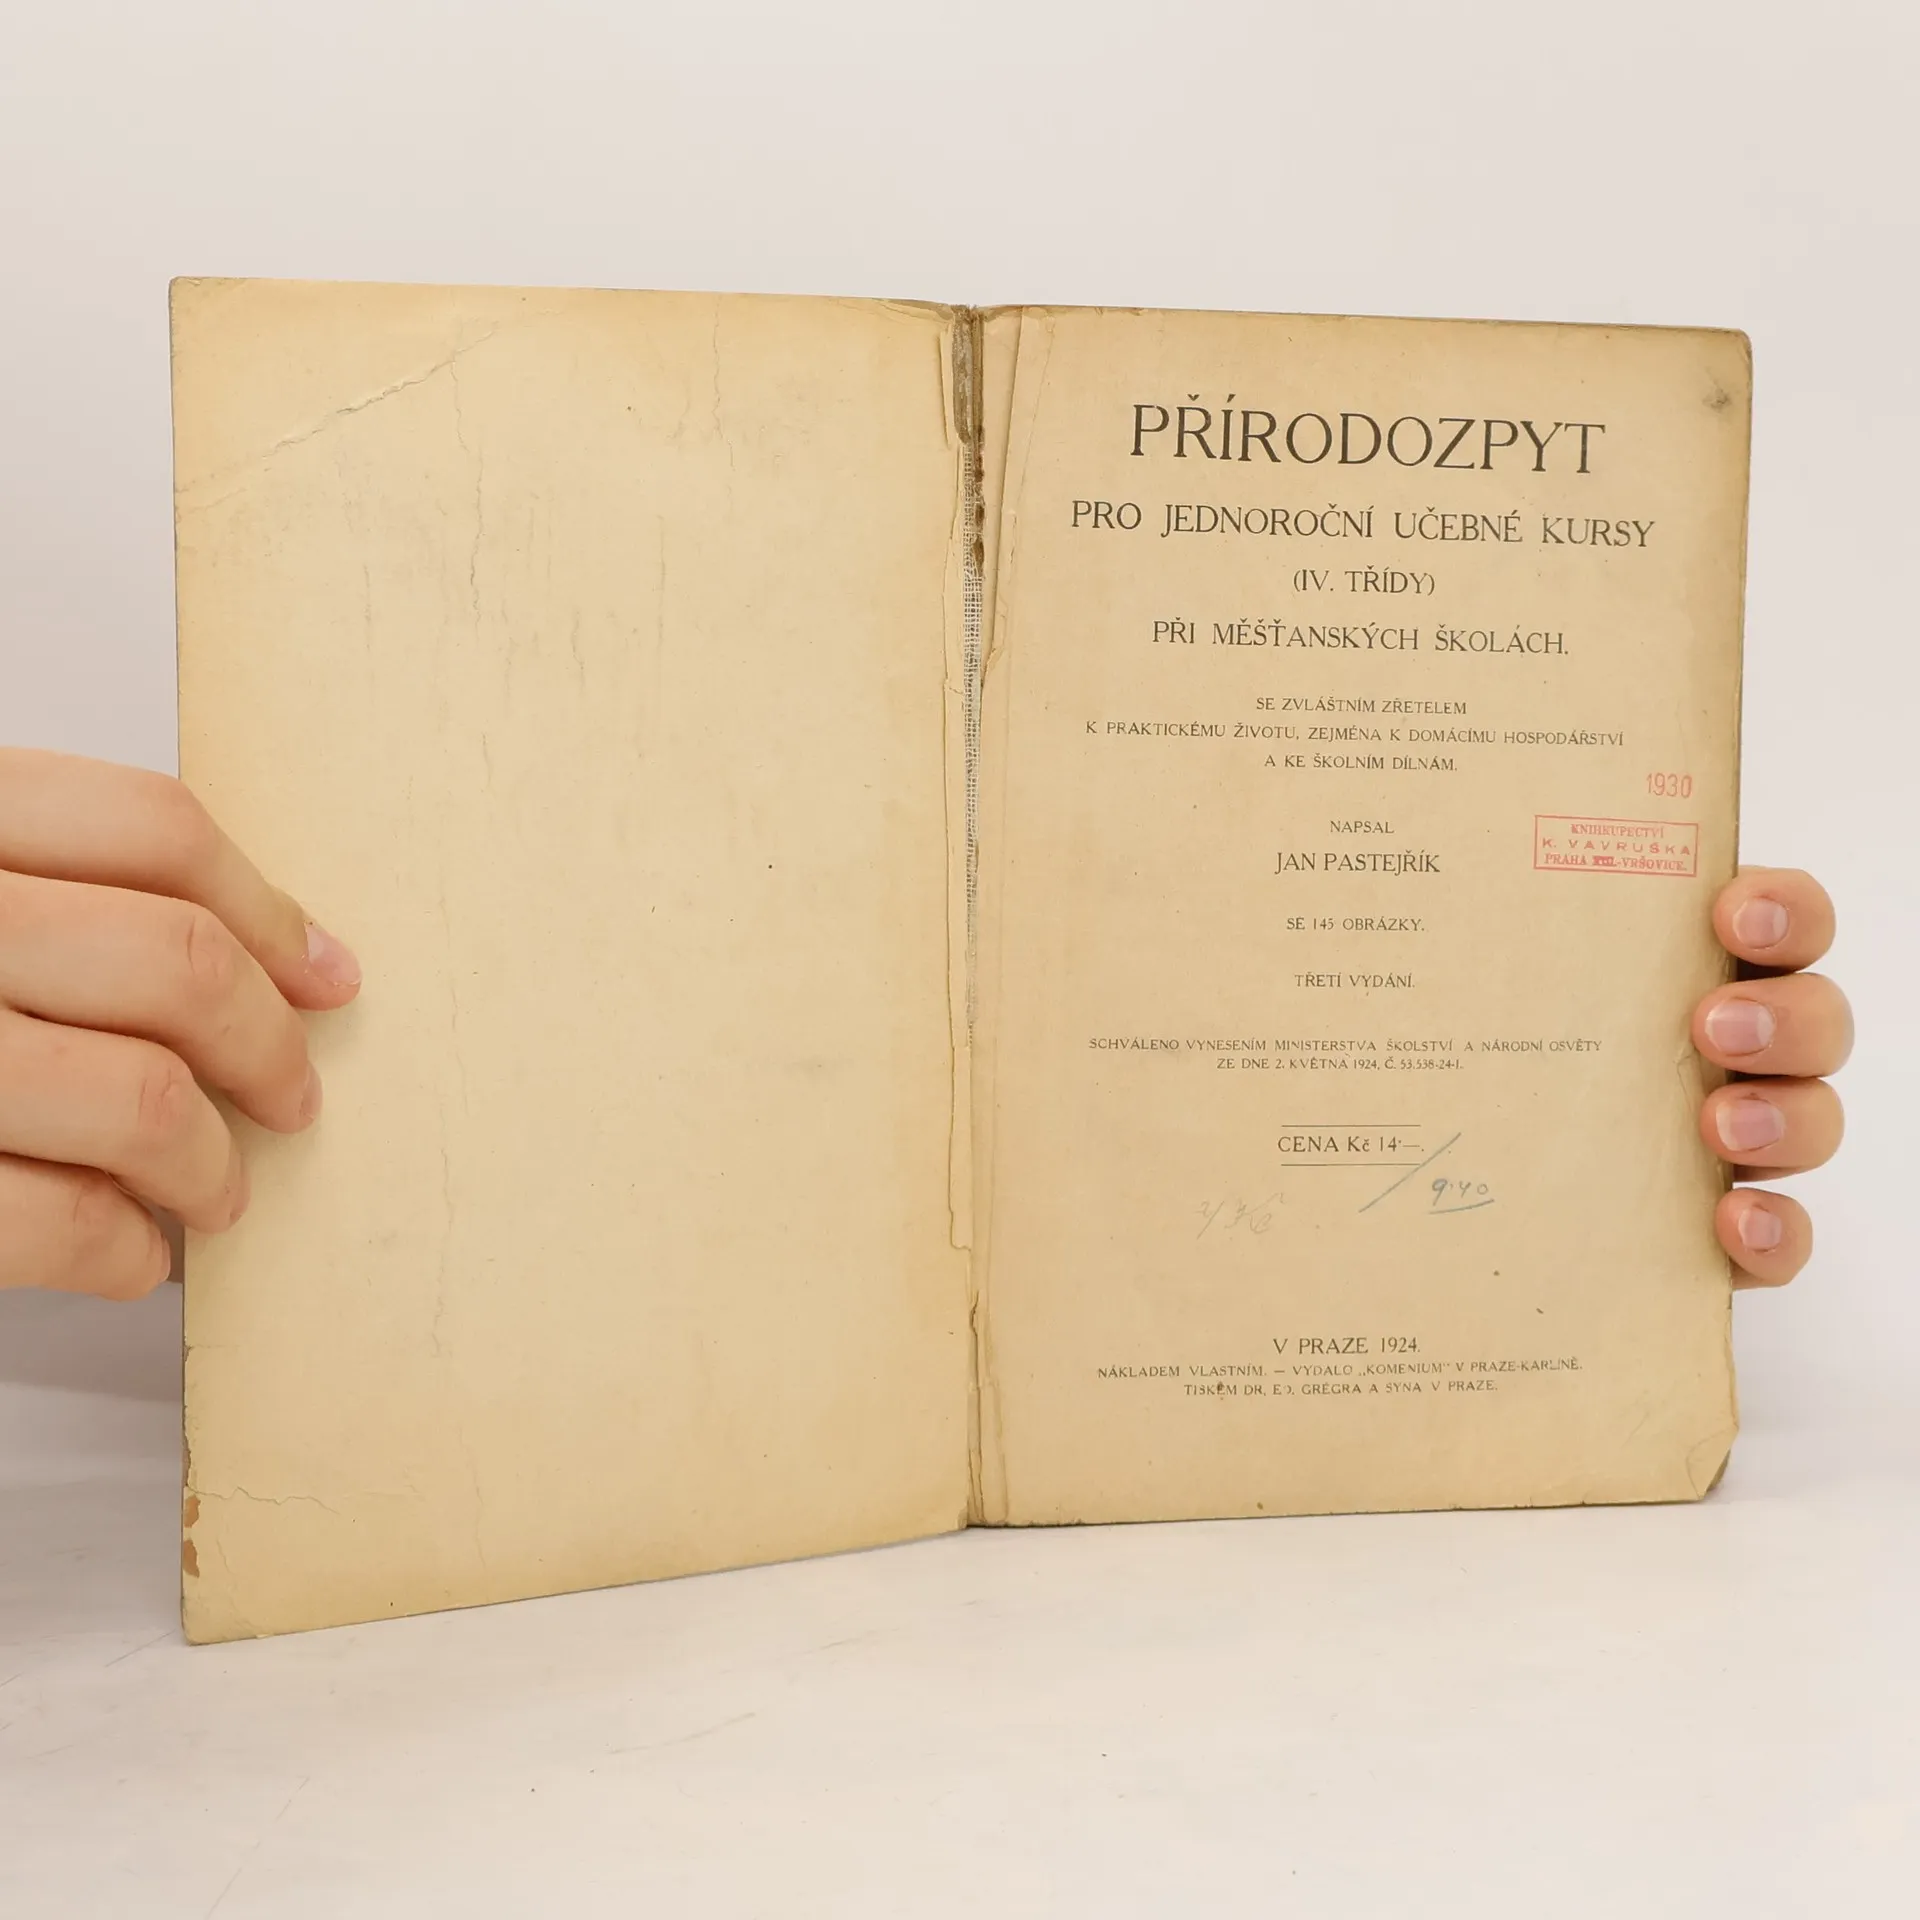 PŘÍRODOZPYT
PRO JEDNOROČNÍ UČEBNÉ KURSY
(IV. TŘÍDY)
PŘI MĚŠŤANSKÝCH ŠKOLÁCH.
SE ZVLÁŠTNÍM ZŘETELEM
K PRAKTICKÉMU ŽIVOTU, ZEJMÉNA K DOMÁCÍMU HOSPODÁŘSTVÍ
A KE ŠKOLNÍM DÍLNÁM.
1930
KNIHKUPECTVÍ
K. VAVRUŠKA
PRAHA -VRŠOVICE.
NAPSAL
JAN PASTEJŘÍK
SE 145 OBRÁZKY.
TŘETÍ VYDÁNÍ.
SCHVÁLENO VYNESENÍM MINISTERSTVA ŠKOLSTVÍ A NÁRODNÍ OSVĚTY
ZE DNE 2. KVĚTNA 1924, Č. 53.538-24-I.
CENA Kč 14·—.
9·40
V PRAZE 1924.
NÁKLADEM VLASTNÍM. — VYDALO „KOMENIUM" V PRAZE-KARLÍNĚ.
TISKEM DR. ED. GRÉGRA A SYNA V PRAZE.